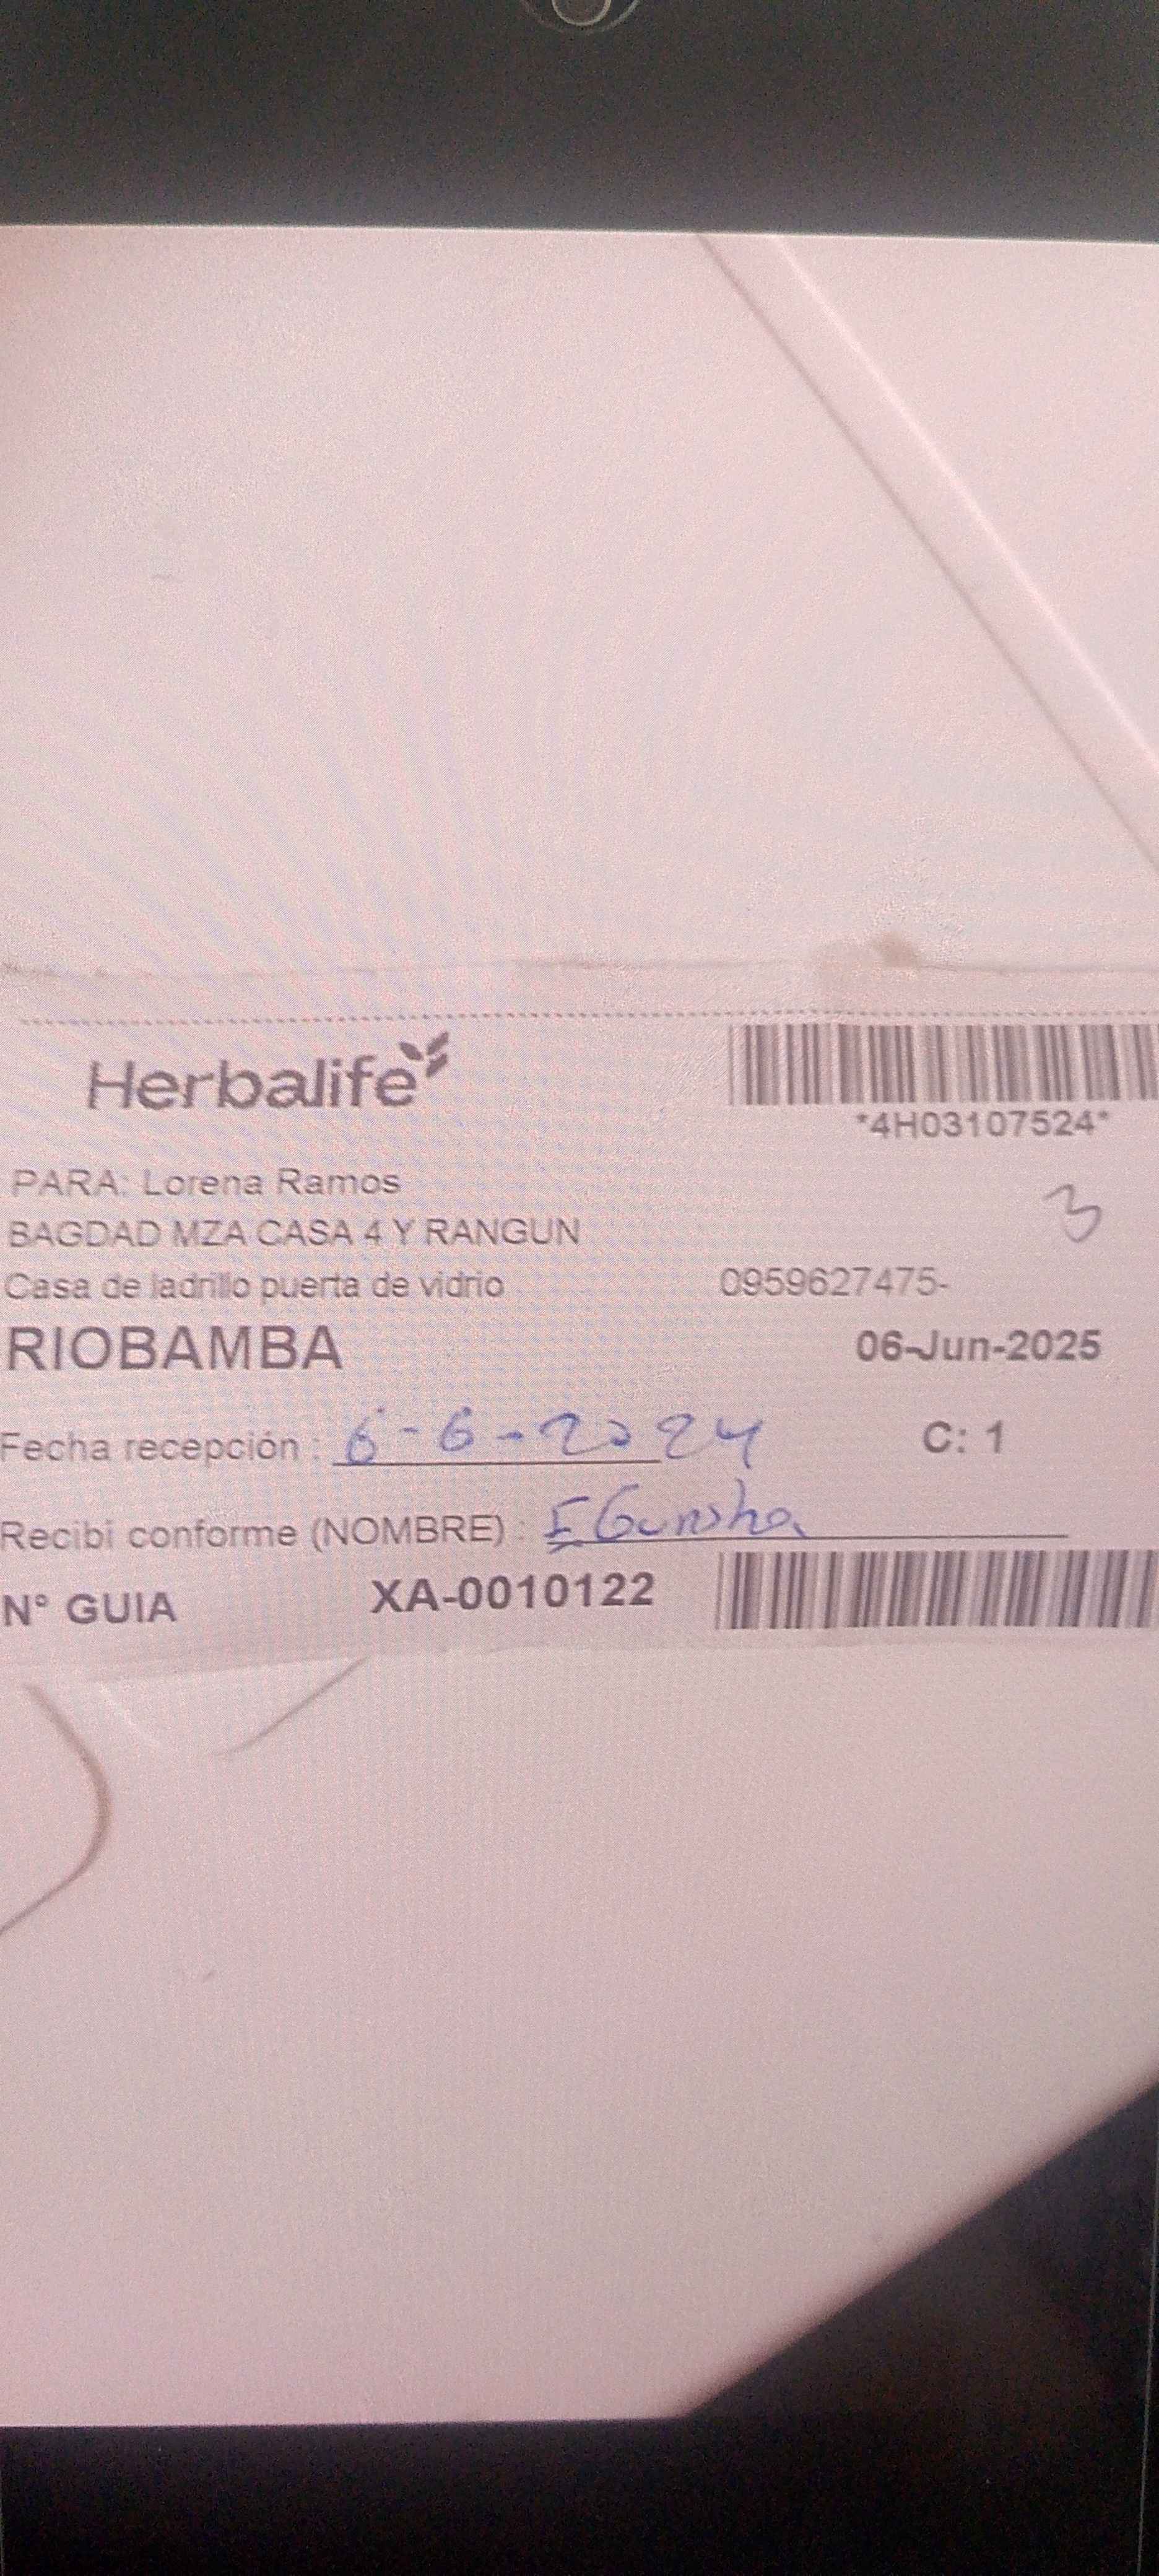 Herbalife
*4H03107524*
PARA: Lorena Ramos
3
BAGDAD MZA CASA 4 Y RANGUN
Casa de ladrillo puerta de vidrio 0959627475-
RIOBAMBA 06-Jun-2025
Fecha recepción : 6-6-2024 C: 1
Recibí conforme (NOMBRE) :
N° GUIA XA-0010122